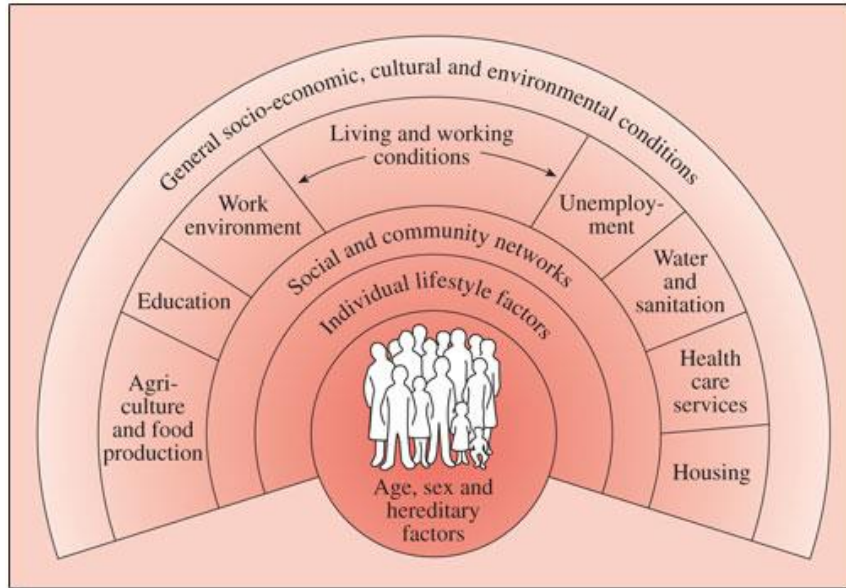 General socio-economic, cultural and environmental conditions
Living and working
conditions
Work
environment
Unemploy-
ment
Education
Water
and
sanitation
Agri-
culture
and food
production
Health
care
services
Housing
Social and community networks
Individual lifestyle factors
Age, sex and
hereditary
factors